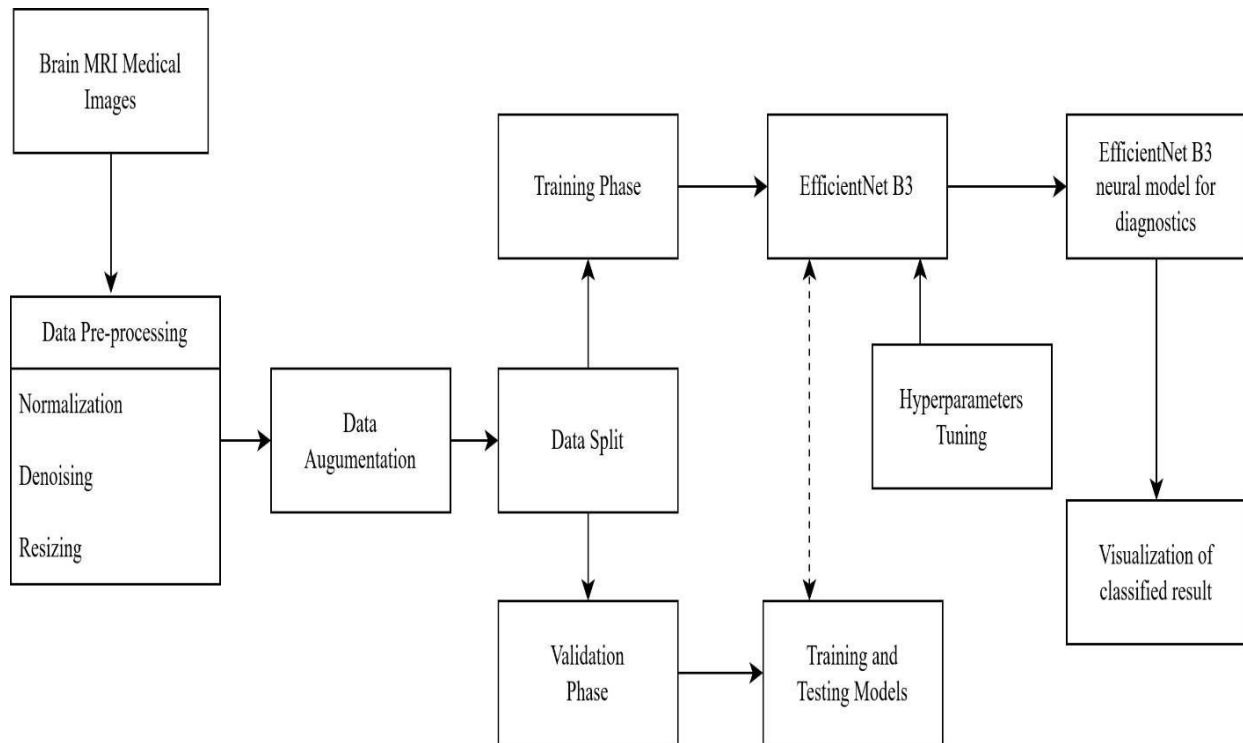 Brain MRI Medical
Images
Training Phase
EfficientNet B3
EfficientNet B3
neural model for
diagnostics
Data Pre-processing
Normalization
Denoising
Resizing
Data
Augumentation
Data Split
Hyperparameters
Tuning
Visualization of
classified result
Validation
Phase
Training and
Testing Models